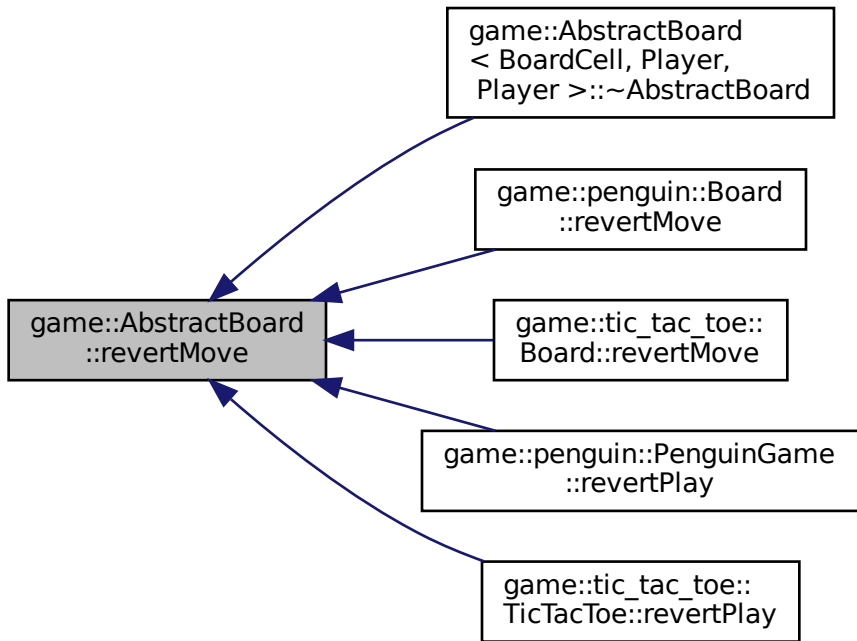 game::AbstractBoard
< BoardCell, Player,
Player >::~AbstractBoard
game::penguin::Board
::revertMove
game::AbstractBoard
::revertMove
game::tic_tac_toe::
Board::revertMove
game::penguin::PenguinGame
::revertPlay
game::tic_tac_toe::
TicTacToe::revertPlay